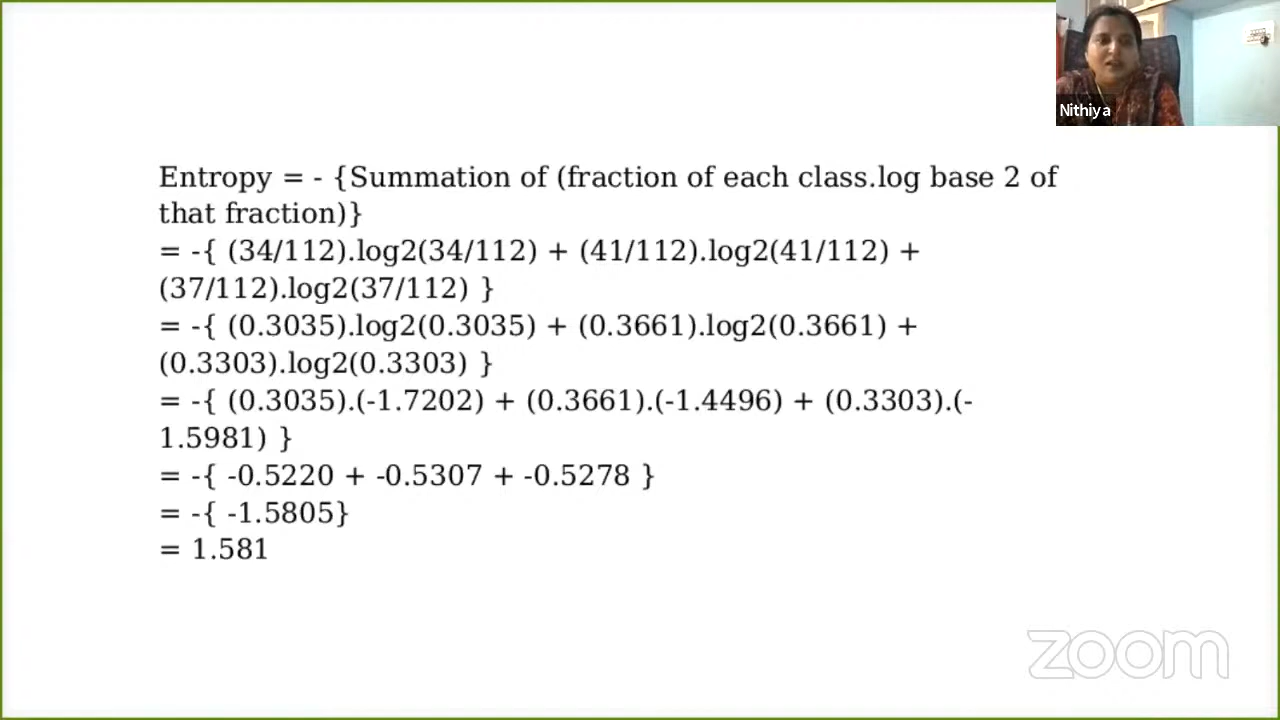 Nithiya
Entropy = - {Summation of (fraction of each class.log base 2 of
that fraction)}
= -{ (34/112).log2(34/112) + (41/112).log2(41/112) +
(37/112).log2(37/112) }
= -{ (0.3035).log2(0.3035) + (0.3661).log2(0.3661) +
(0.3303).log2(0.3303) }
= -{ (0.3035).(-1.7202) + (0.3661).(-1.4496) + (0.3303).(-
1.5981) }
= -{ -0.5220 + -0.5307 + -0.5278 }
= -{ -1.5805}
= 1.581
zoom